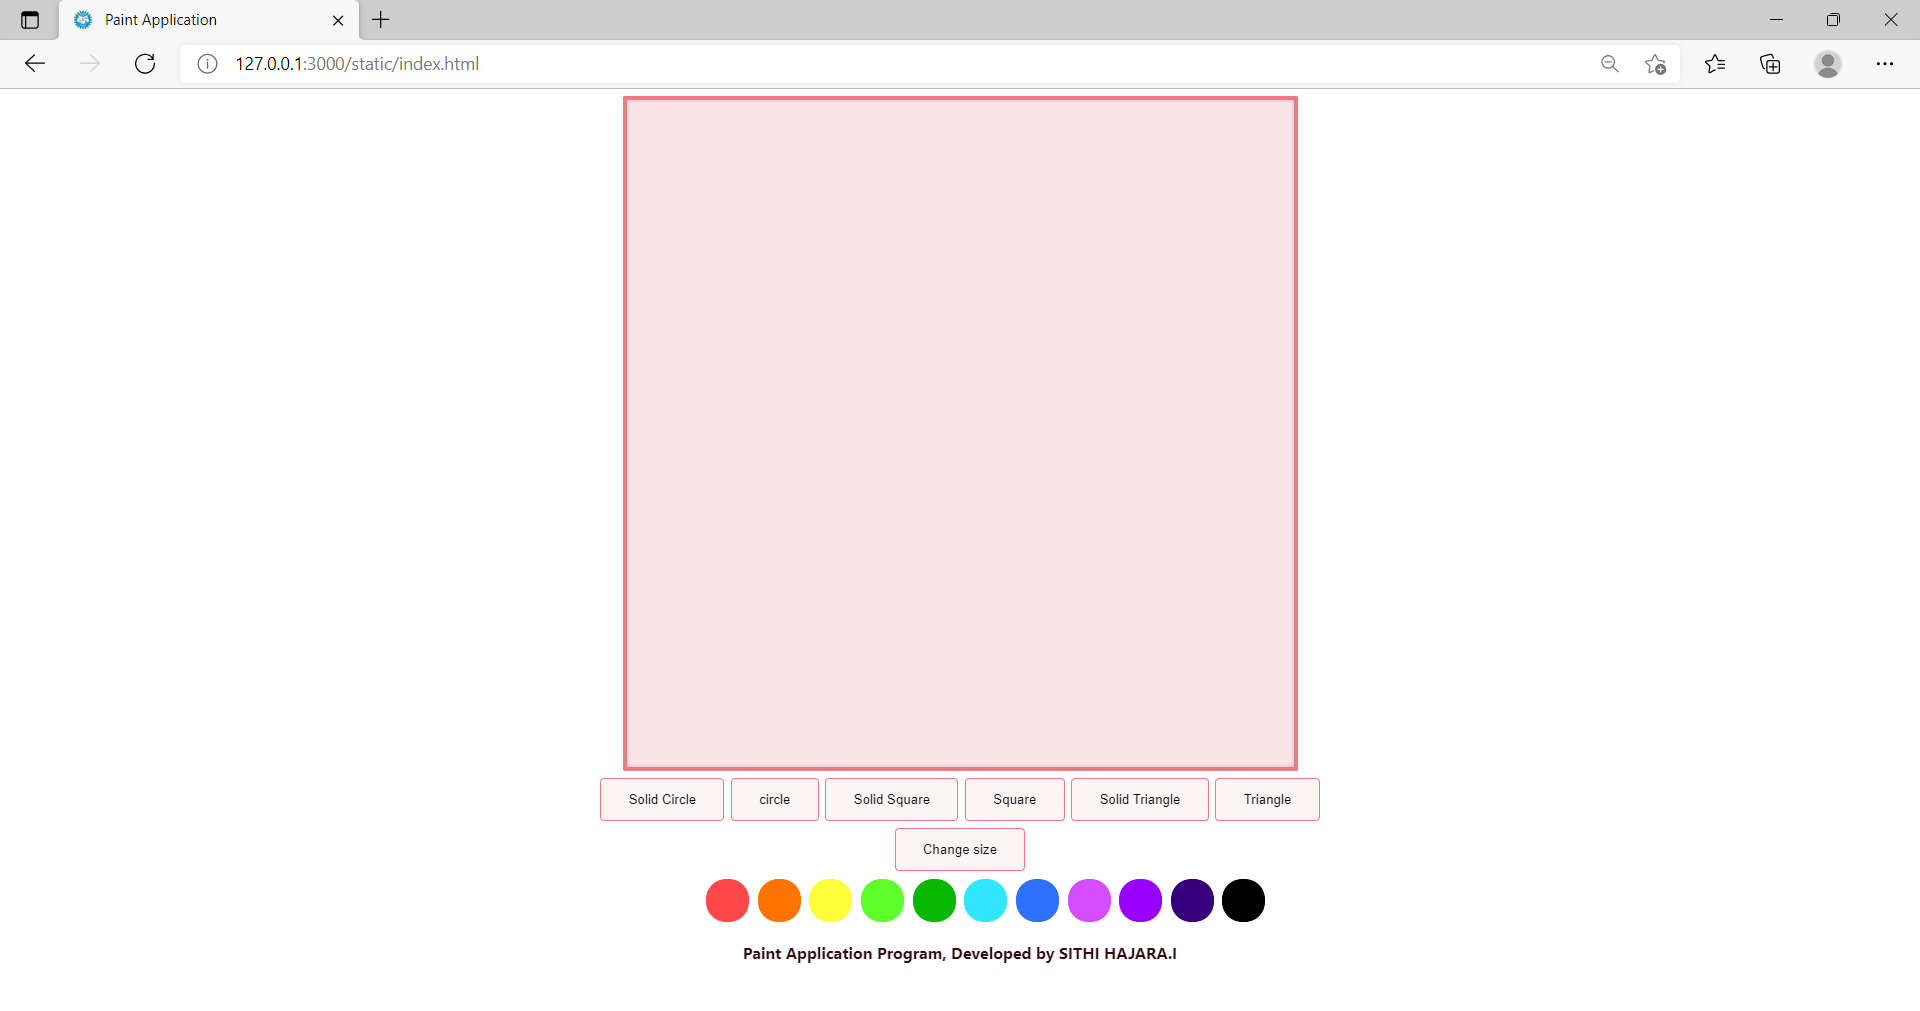 Paint Application
127.0.0.1:3000/static/index.html
Solid Circle circle Solid Square Square Solid Triangle Triangle
Change size
Paint Application Program, Developed by SITHI HAJARA.I